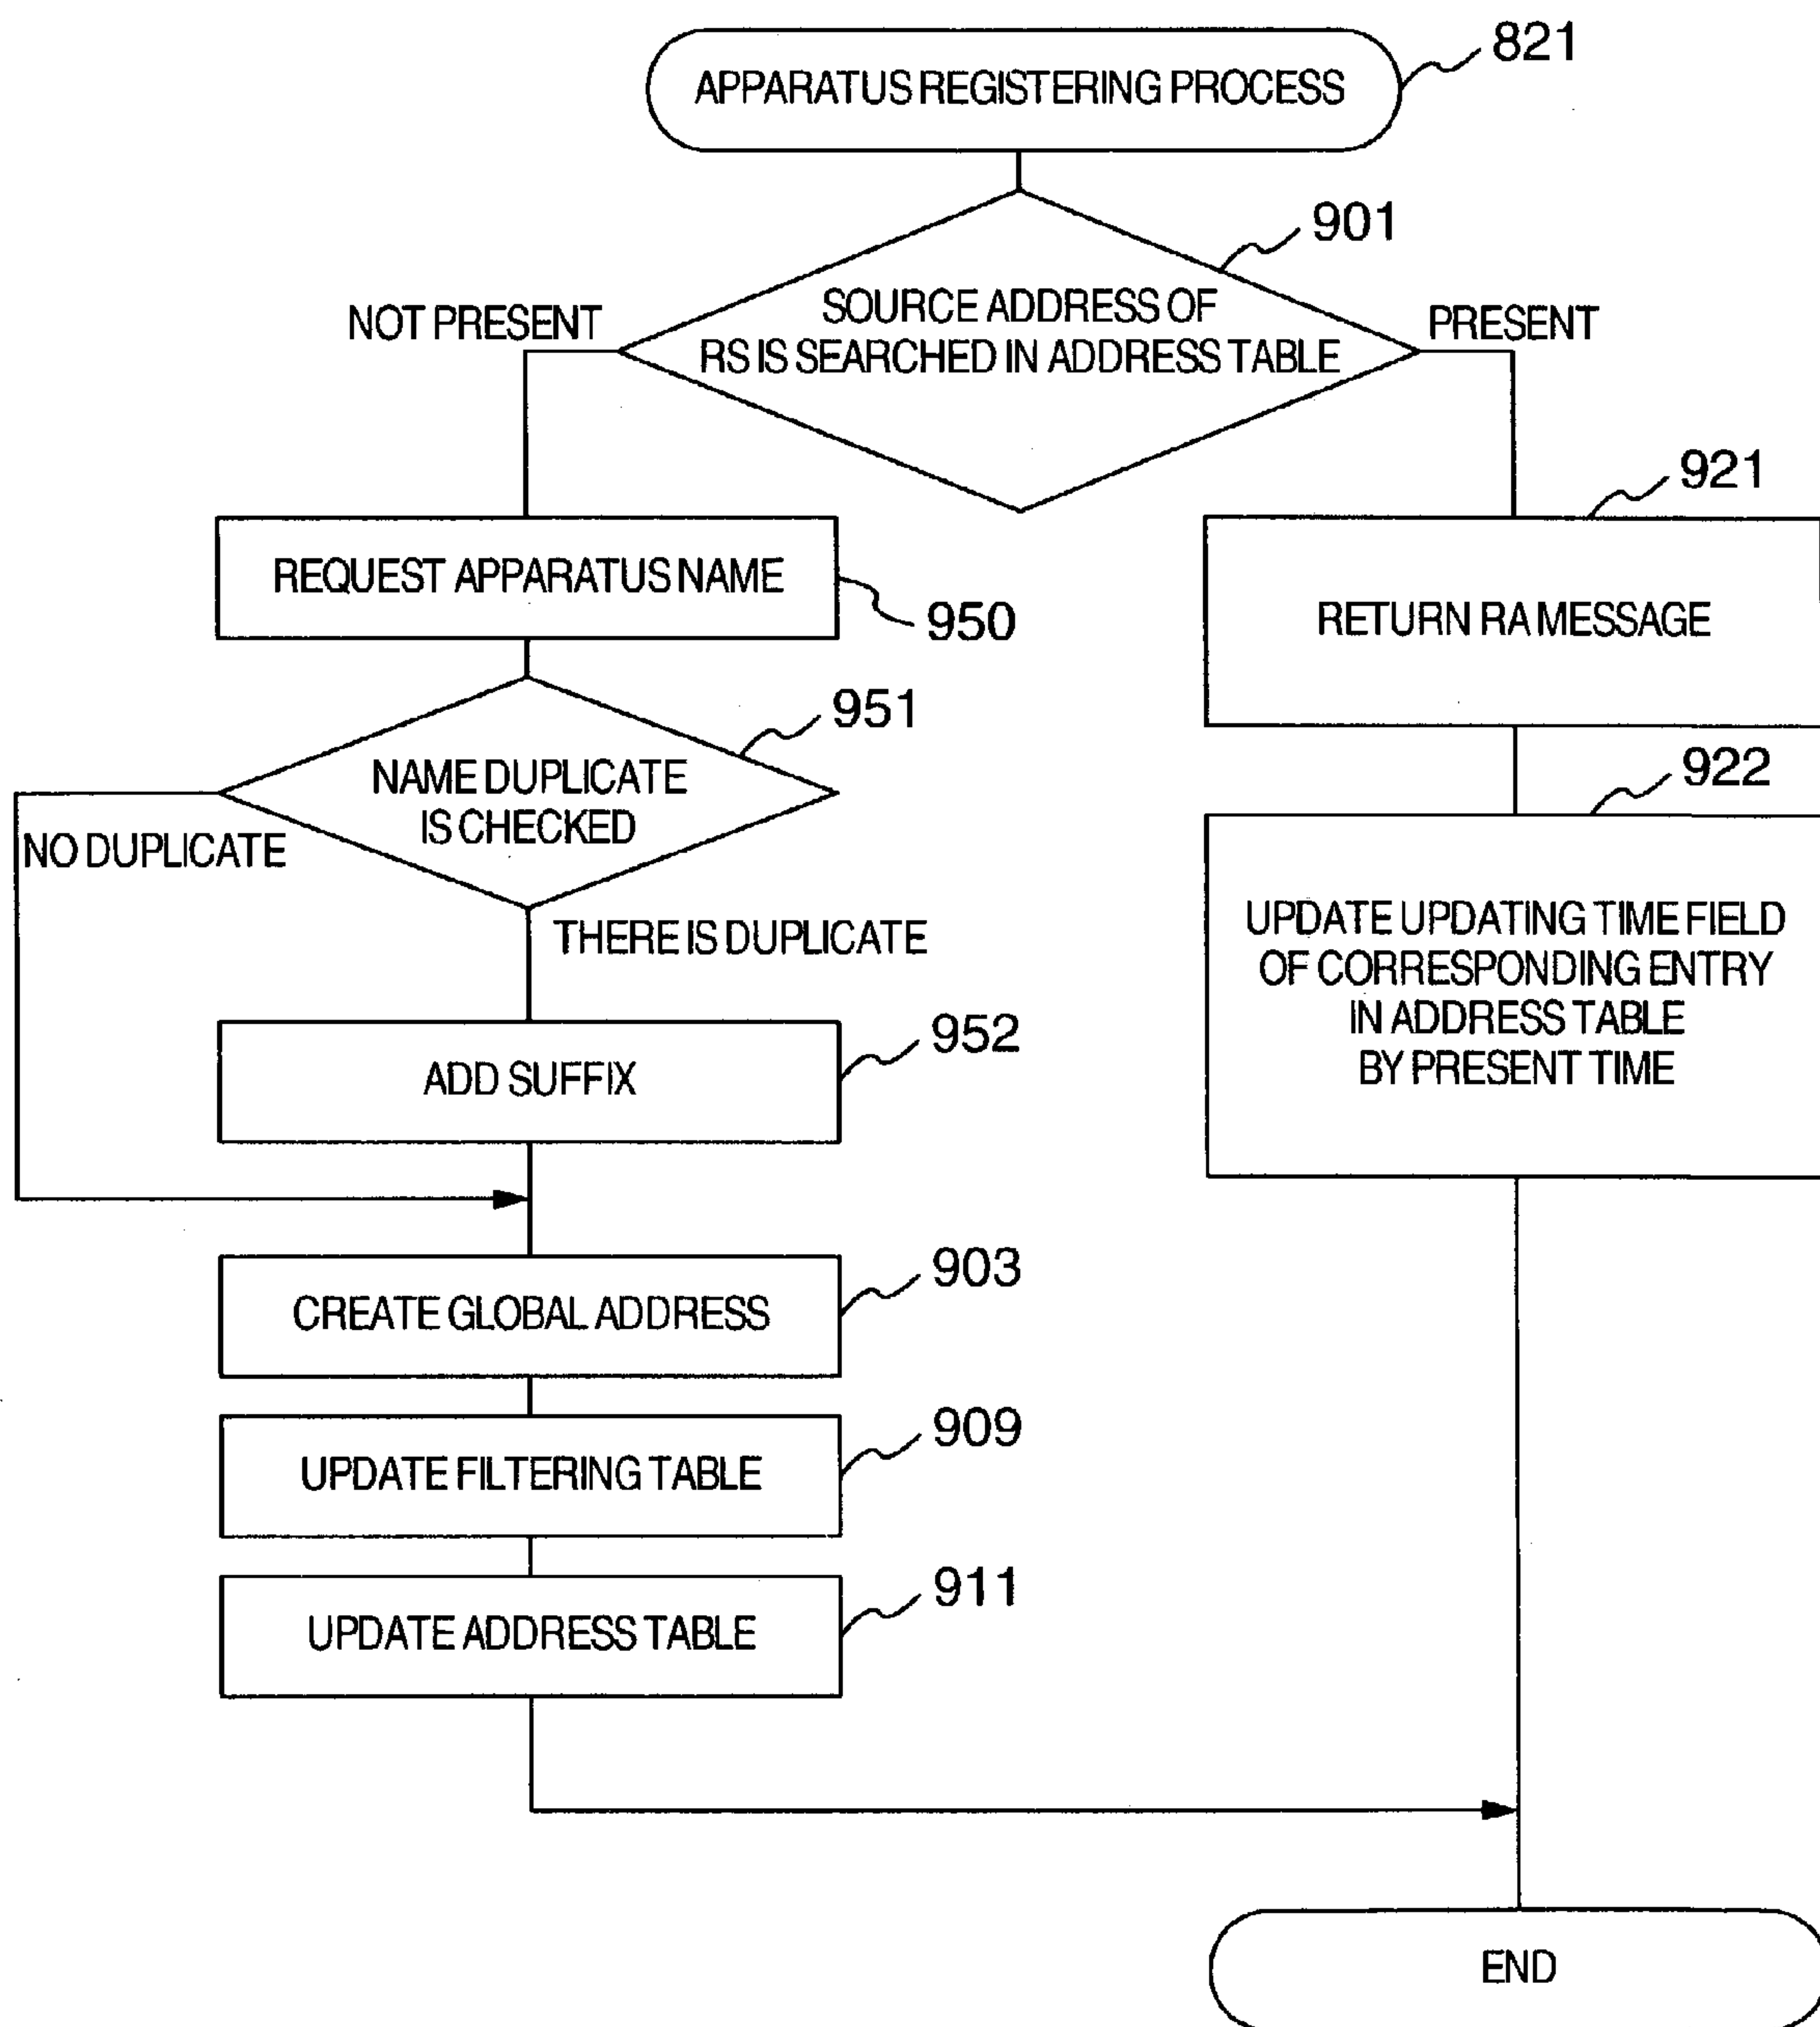 APPARATUS REGISTERING PROCESS
821
901
SOURCE ADDRESS OF
RS IS SEARCHED IN ADDRESS TABLE
NOT PRESENT
PRESENT
921
REQUEST APPARATUS NAME
950
RETURN RA MESSAGE
951
NAME DUPLICATE
IS CHECKED
NO DUPLICATE
THERE IS DUPLICATE
922
UPDATE UPDATING TIME FIELD
OF CORRESPONDING ENTRY
IN ADDRESS TABLE
BY PRESENT TIME
952
ADD SUFFIX
903
CREATE GLOBAL ADDRESS
909
UPDATE FILTERING TABLE
911
UPDATE ADDRESS TABLE
END